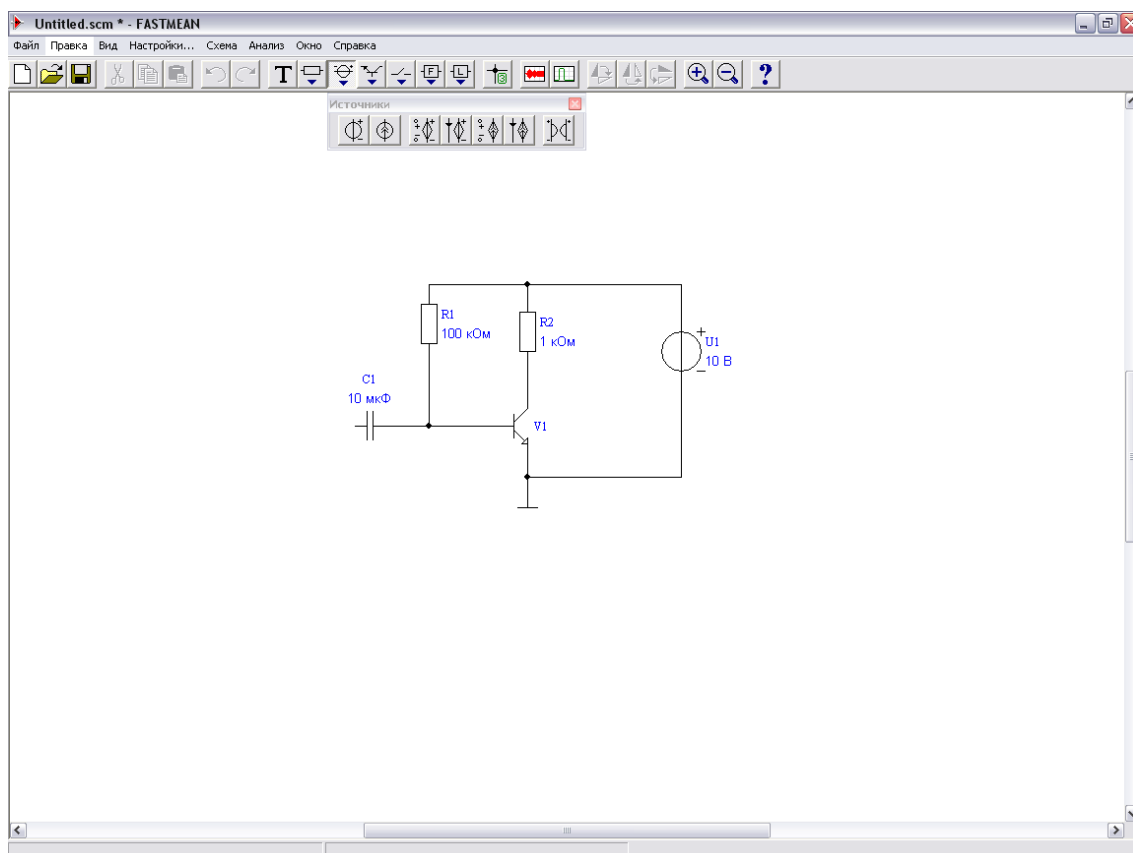 Untitled.scm * - FASTMEAN
Файл Правка Вид Настройки... Схема Анализ Окно Справка
T F L ?
Источники
R1
100 кОм
R2
1 кОм
U1
10 В
C1
10 мкФ
V1